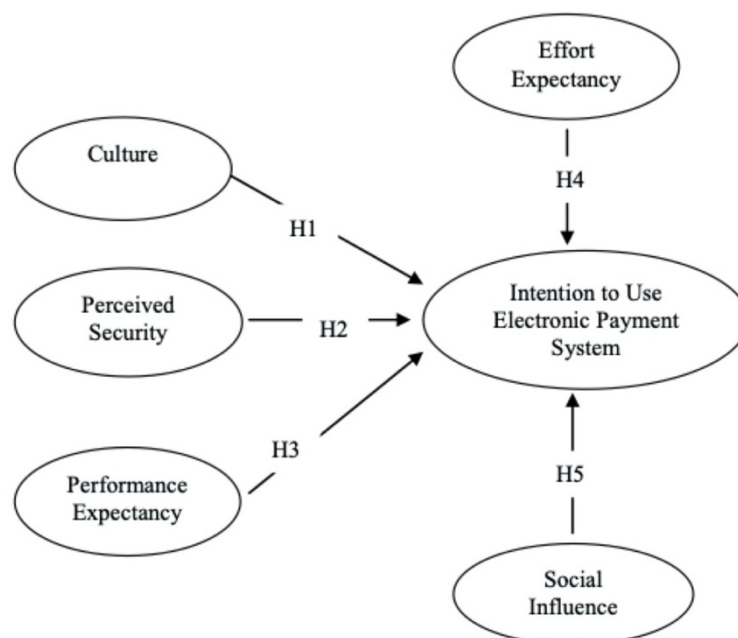 Effort
Expectancy
Culture
H4
H1
Perceived
Security
H2
Intention to Use
Electronic Payment
System
H3
Performance
Expectancy
H5
Social
Influence